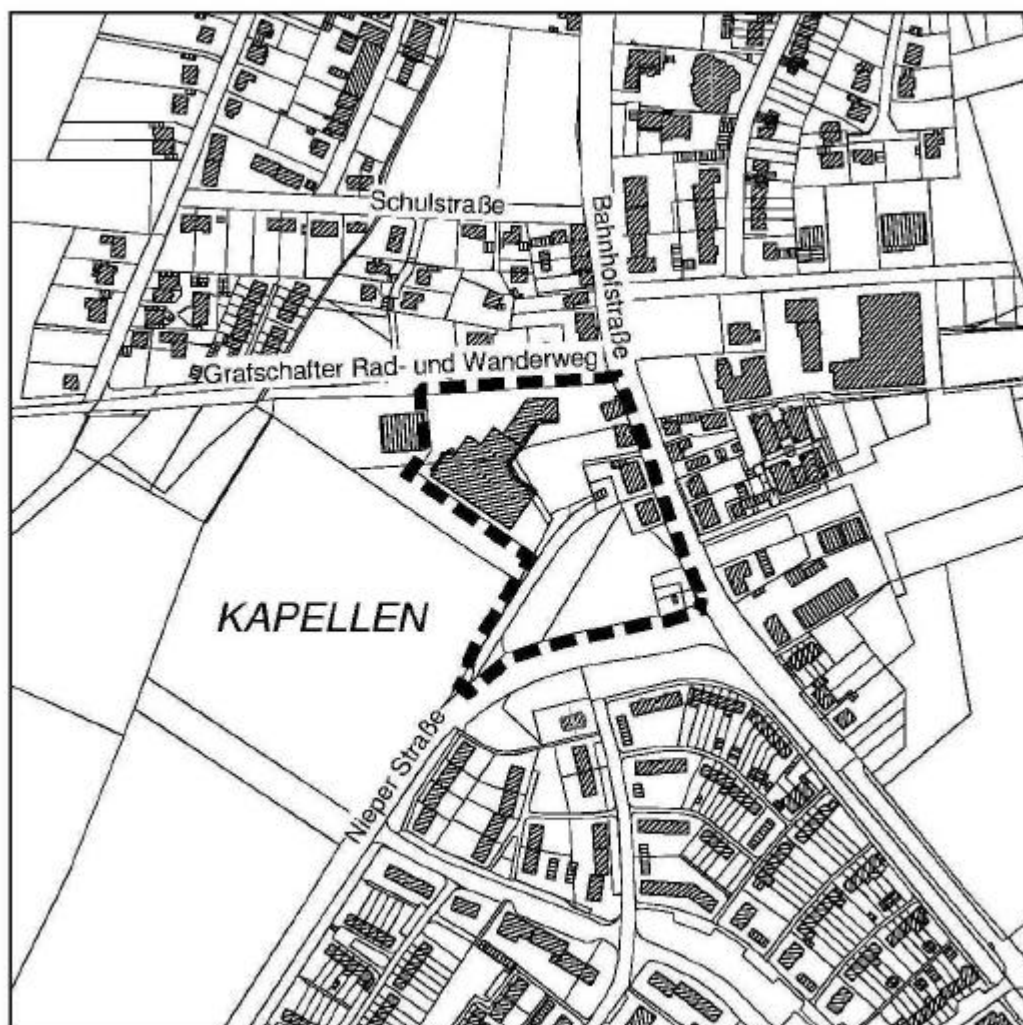 Schulstraße
Bahnhofstraße
Grafschafter Rad- und Wanderweg
KAPELLEN
Nieper Straße